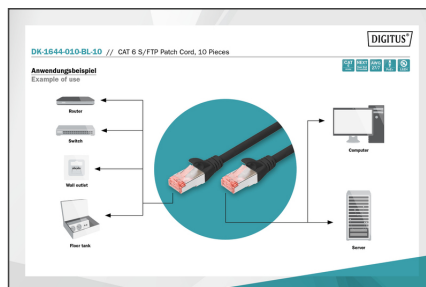 DIGITUS®
DK-1644-010-BL-10 // CAT 6 S/FTP Patch Cord, 10 Pieces
Anwendungsbeispiel
Example of use
Router
Switch
Wall outlet
Floor tank
Computer
Server